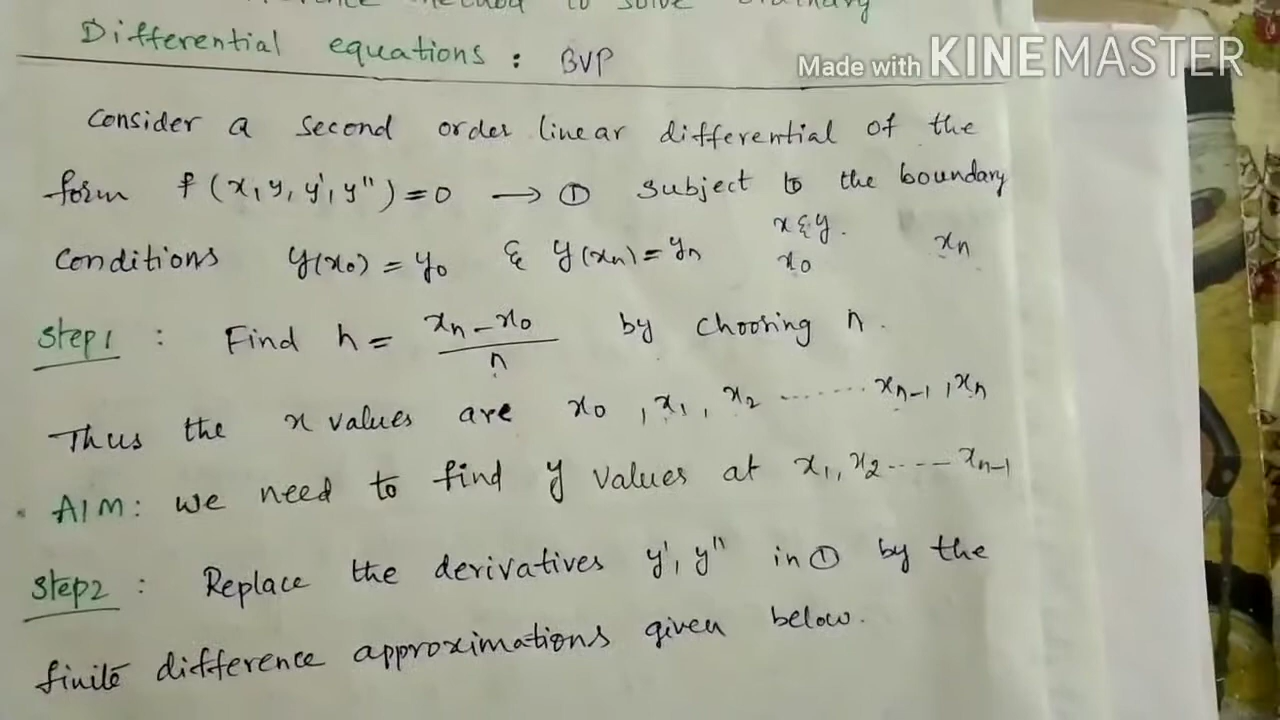 method to solve
Differential equations : BVP
Made with KINEMASTER
Consider a second order linear differential of the
form f(x, y, y', y") = 0 → ① subject to the boundary
x & y.
conditions y(x₀) = y₀ & y(xₙ) = yₙ x₀ xₙ
Step1 : Find h = (xₙ - x₀)/n by choosing n.
Thus the x values are x₀, x₁, x₂ ........ xₙ₋₁, xₙ
AIM: we need to find y values at x₁, x₂ ------ xₙ₋₁
Step2 : Replace the derivatives y', y" in ① by the
finite difference approximations given below.